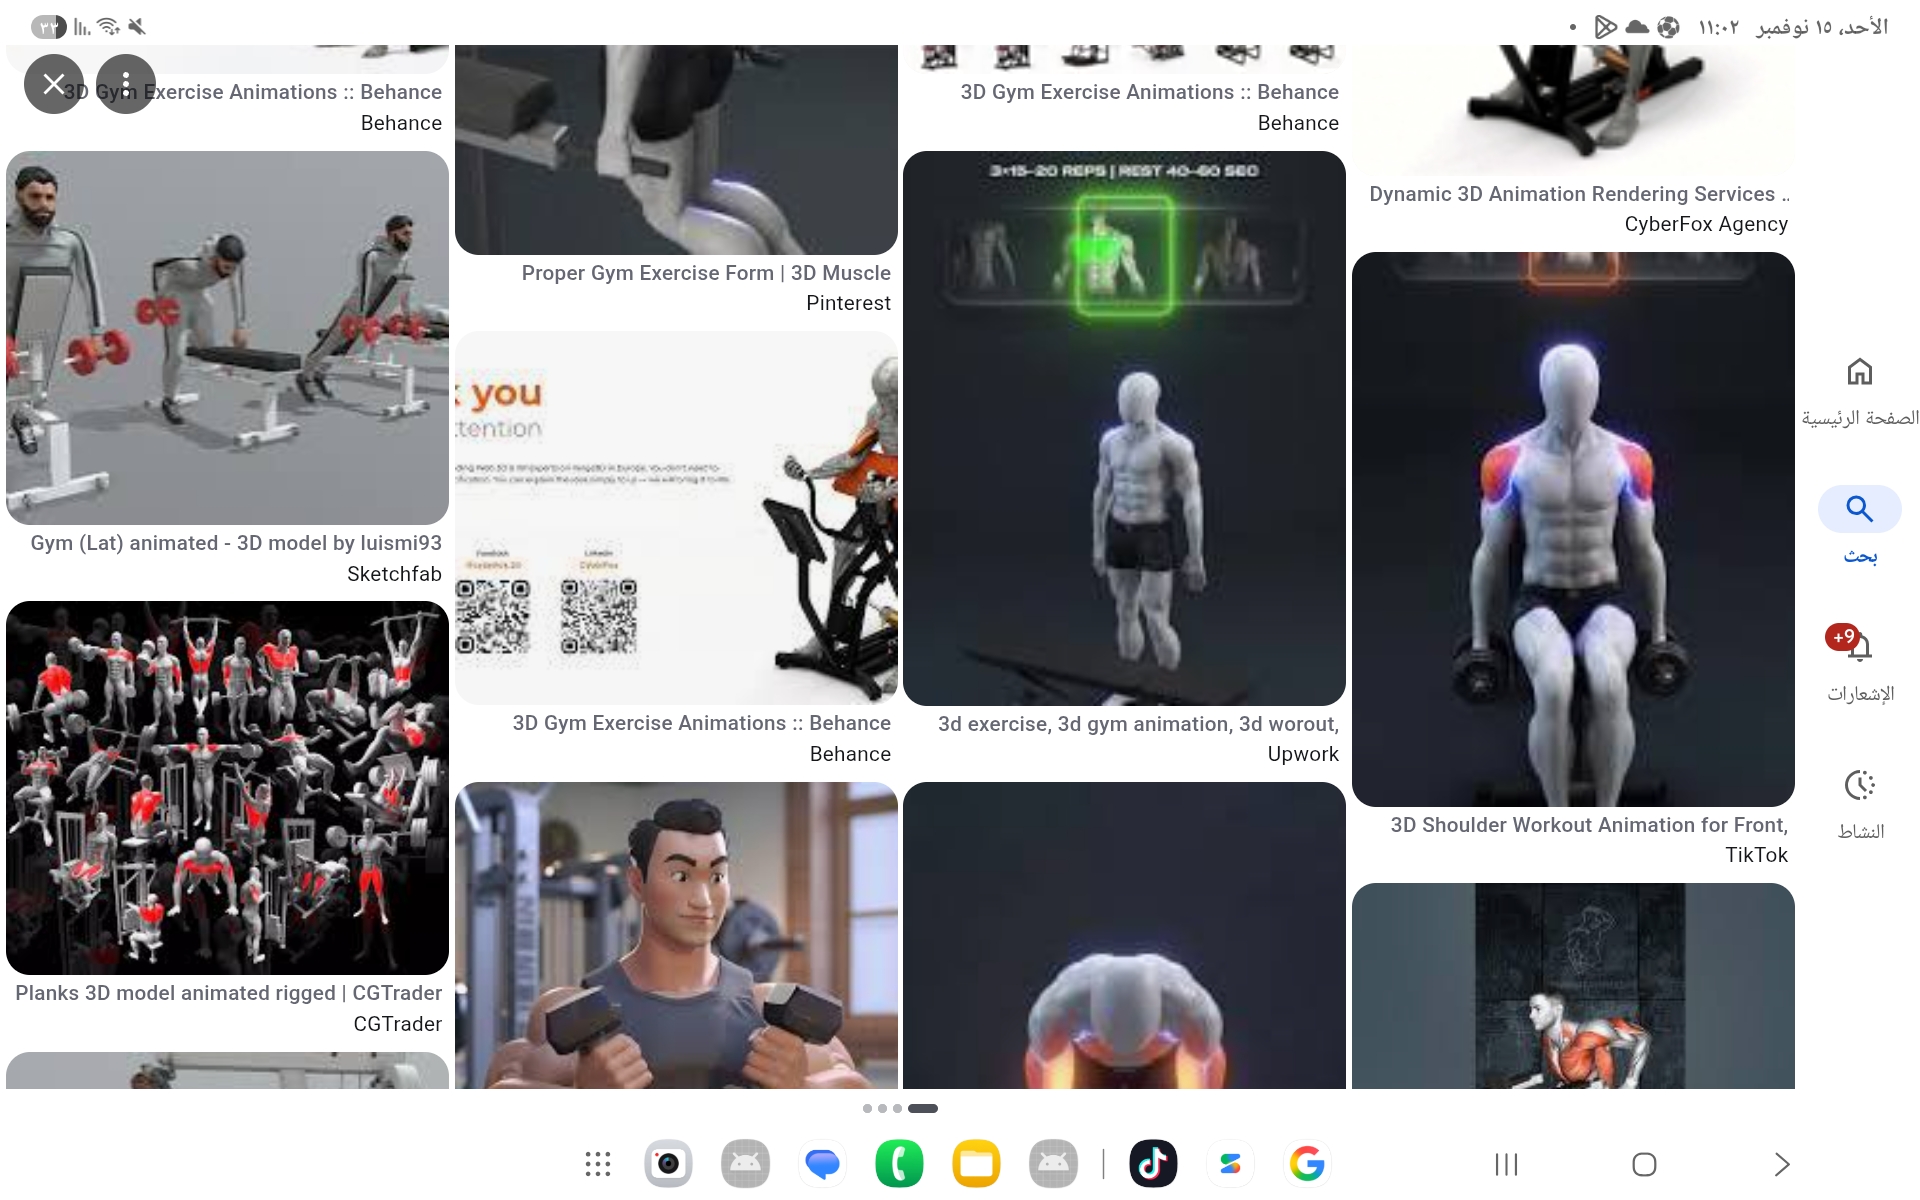 ٣٣
الأحد، ١٥ نوفمبر ١١:٠٢
3D Gym Exercise Animations :: Behance
Behance
Gym (Lat) animated - 3D model by luismi93
Sketchfab
Planks 3D model animated rigged | CGTrader
CGTrader
Proper Gym Exercise Form | 3D Muscle
Pinterest
k you
ttention
LinkedIn
CyberFox
3D Gym Exercise Animations :: Behance
Behance
3D Gym Exercise Animations :: Behance
Behance
3×15-20 REPS | REST 40-60 SEC
3d exercise, 3d gym animation, 3d worout,
Upwork
Dynamic 3D Animation Rendering Services ..
CyberFox Agency
3D Shoulder Workout Animation for Front,
TikTok
الصفحة الرئيسية
بحث
+9
الإشعارات
النشاط